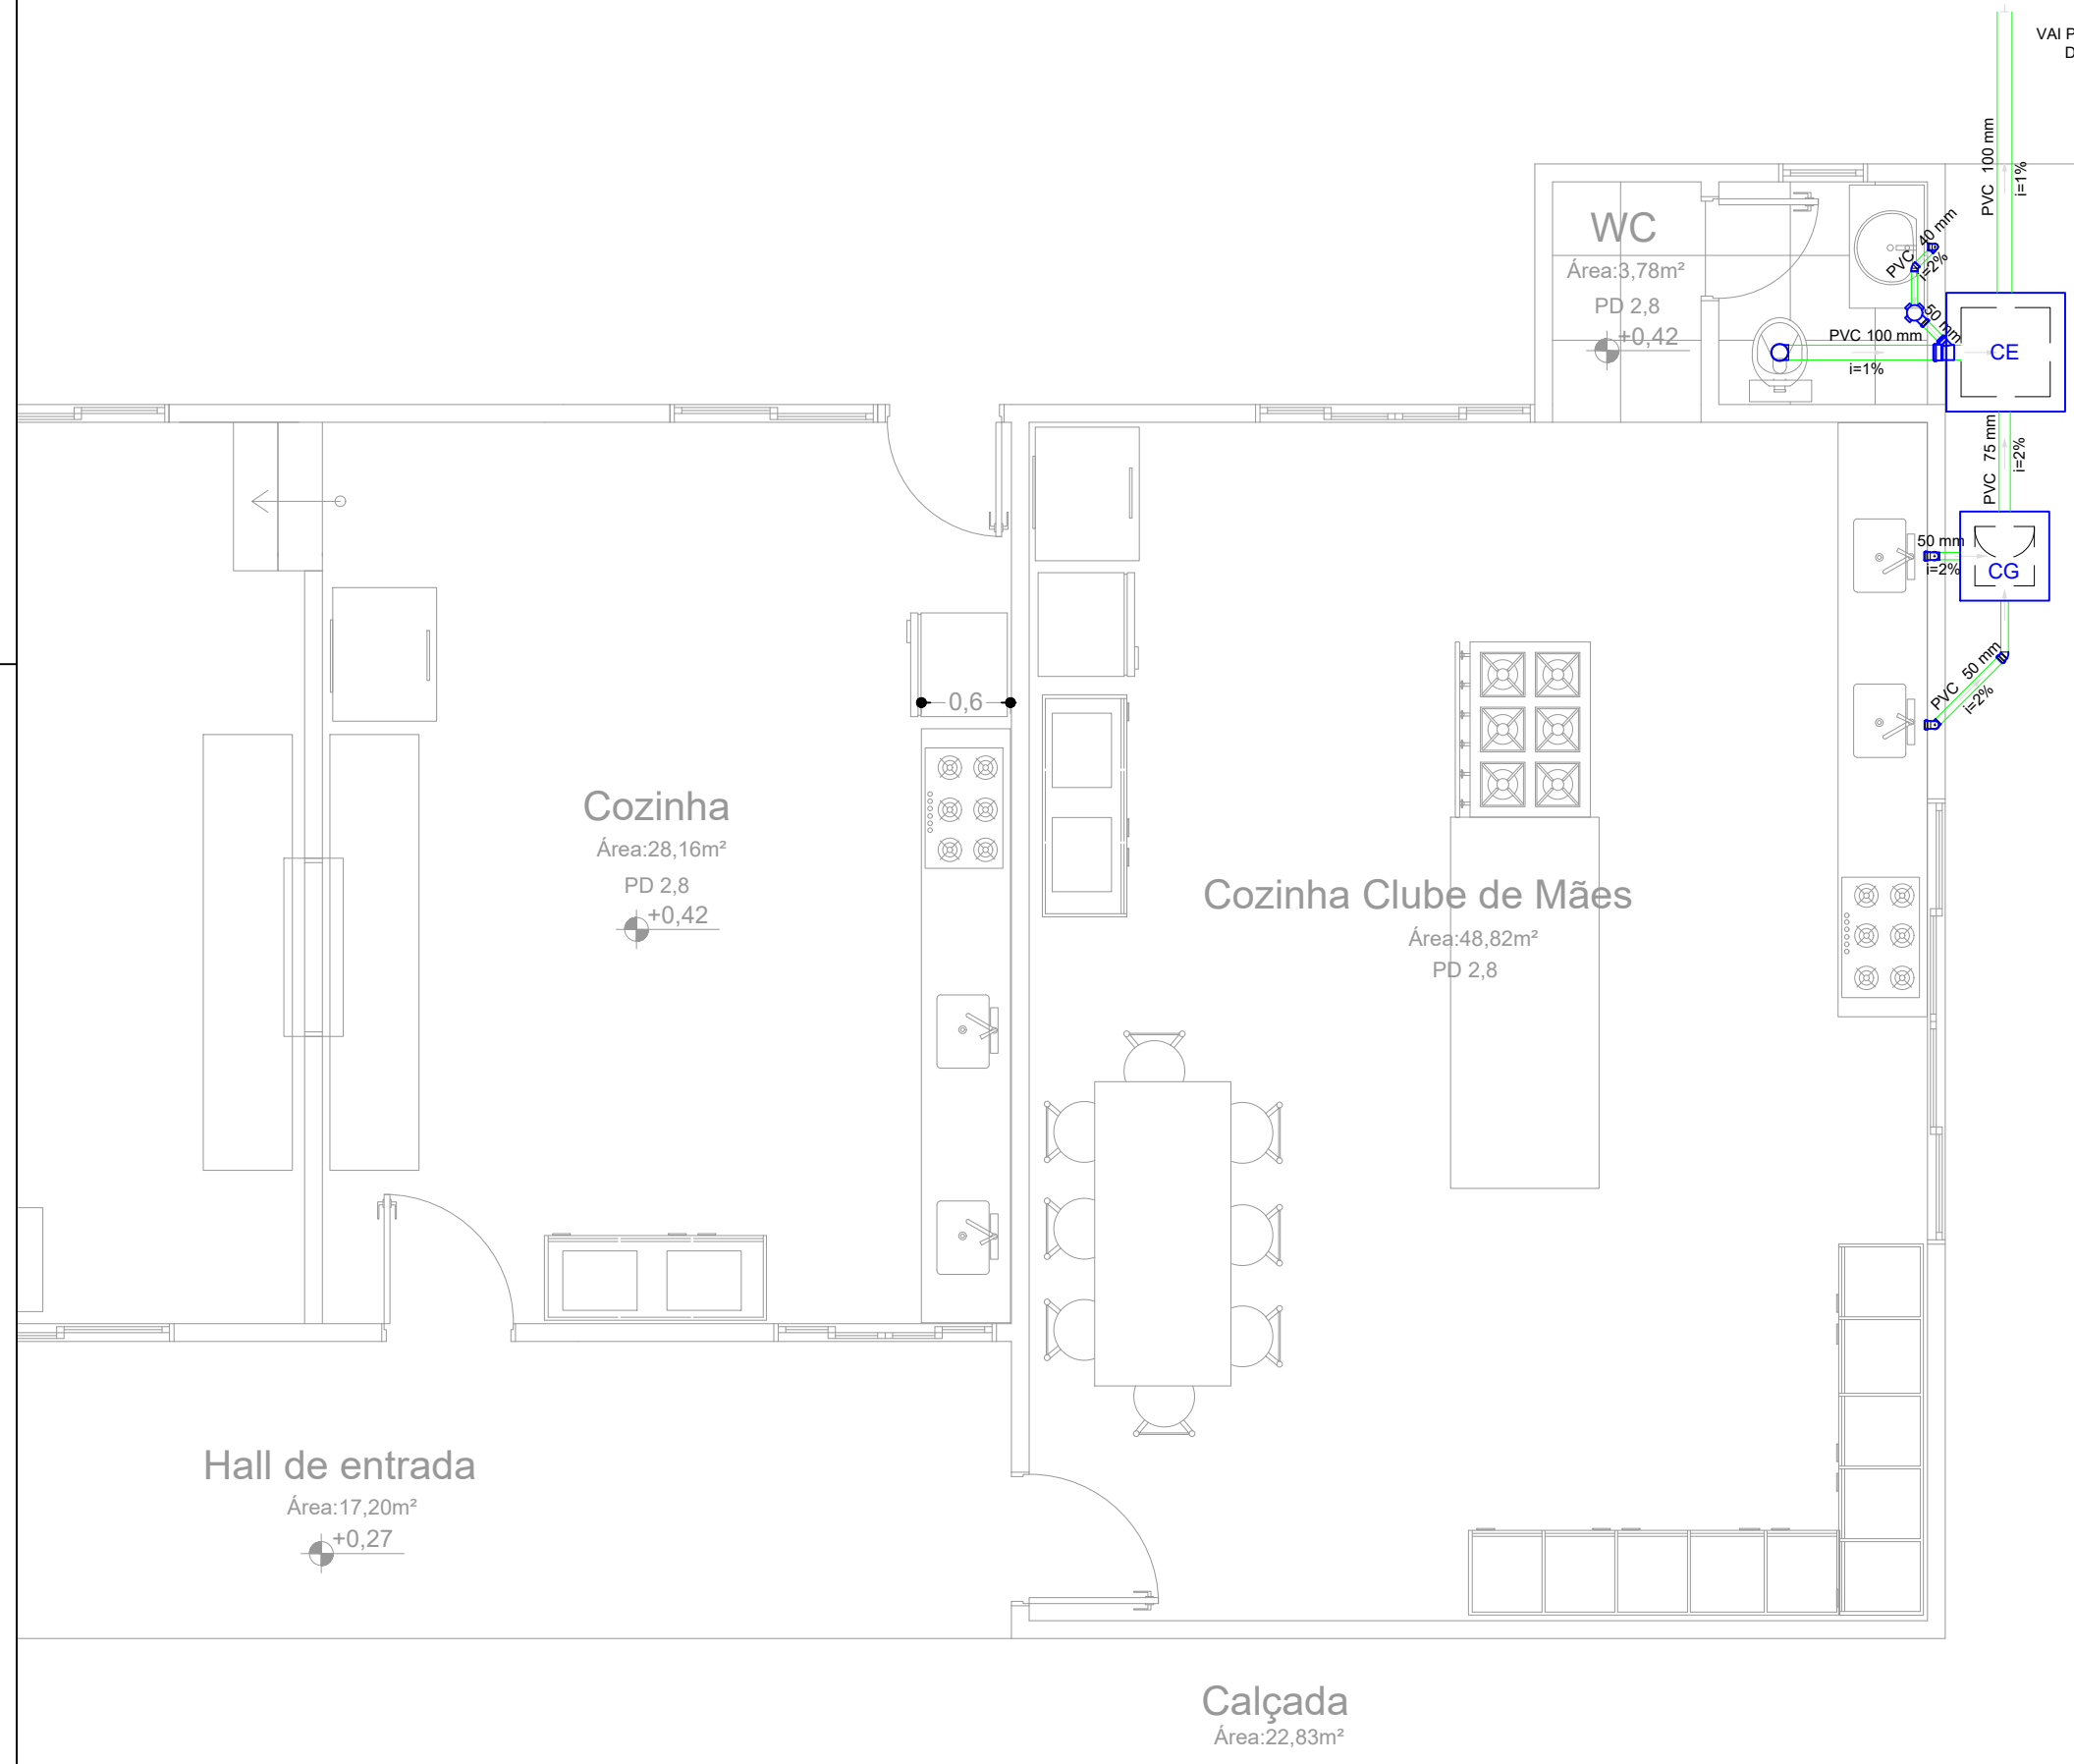 VAI P
D
PVC 100 mm
i=1%
WC
Área:3,78m²
PD 2,8
+0,42
PVC 40 mm
i=2%
50 mm
PVC 100 mm
i=1%
CE
PVC 75 mm
i=2%
50 mm
i=2%
CG
PVC 50 mm
i=2%
0,6
Cozinha
Área:28,16m²
PD 2,8
+0,42
Cozinha Clube de Mães
Área:48,82m²
PD 2,8
Hall de entrada
Área:17,20m²
+0,27
Calçada
Área:22,83m²